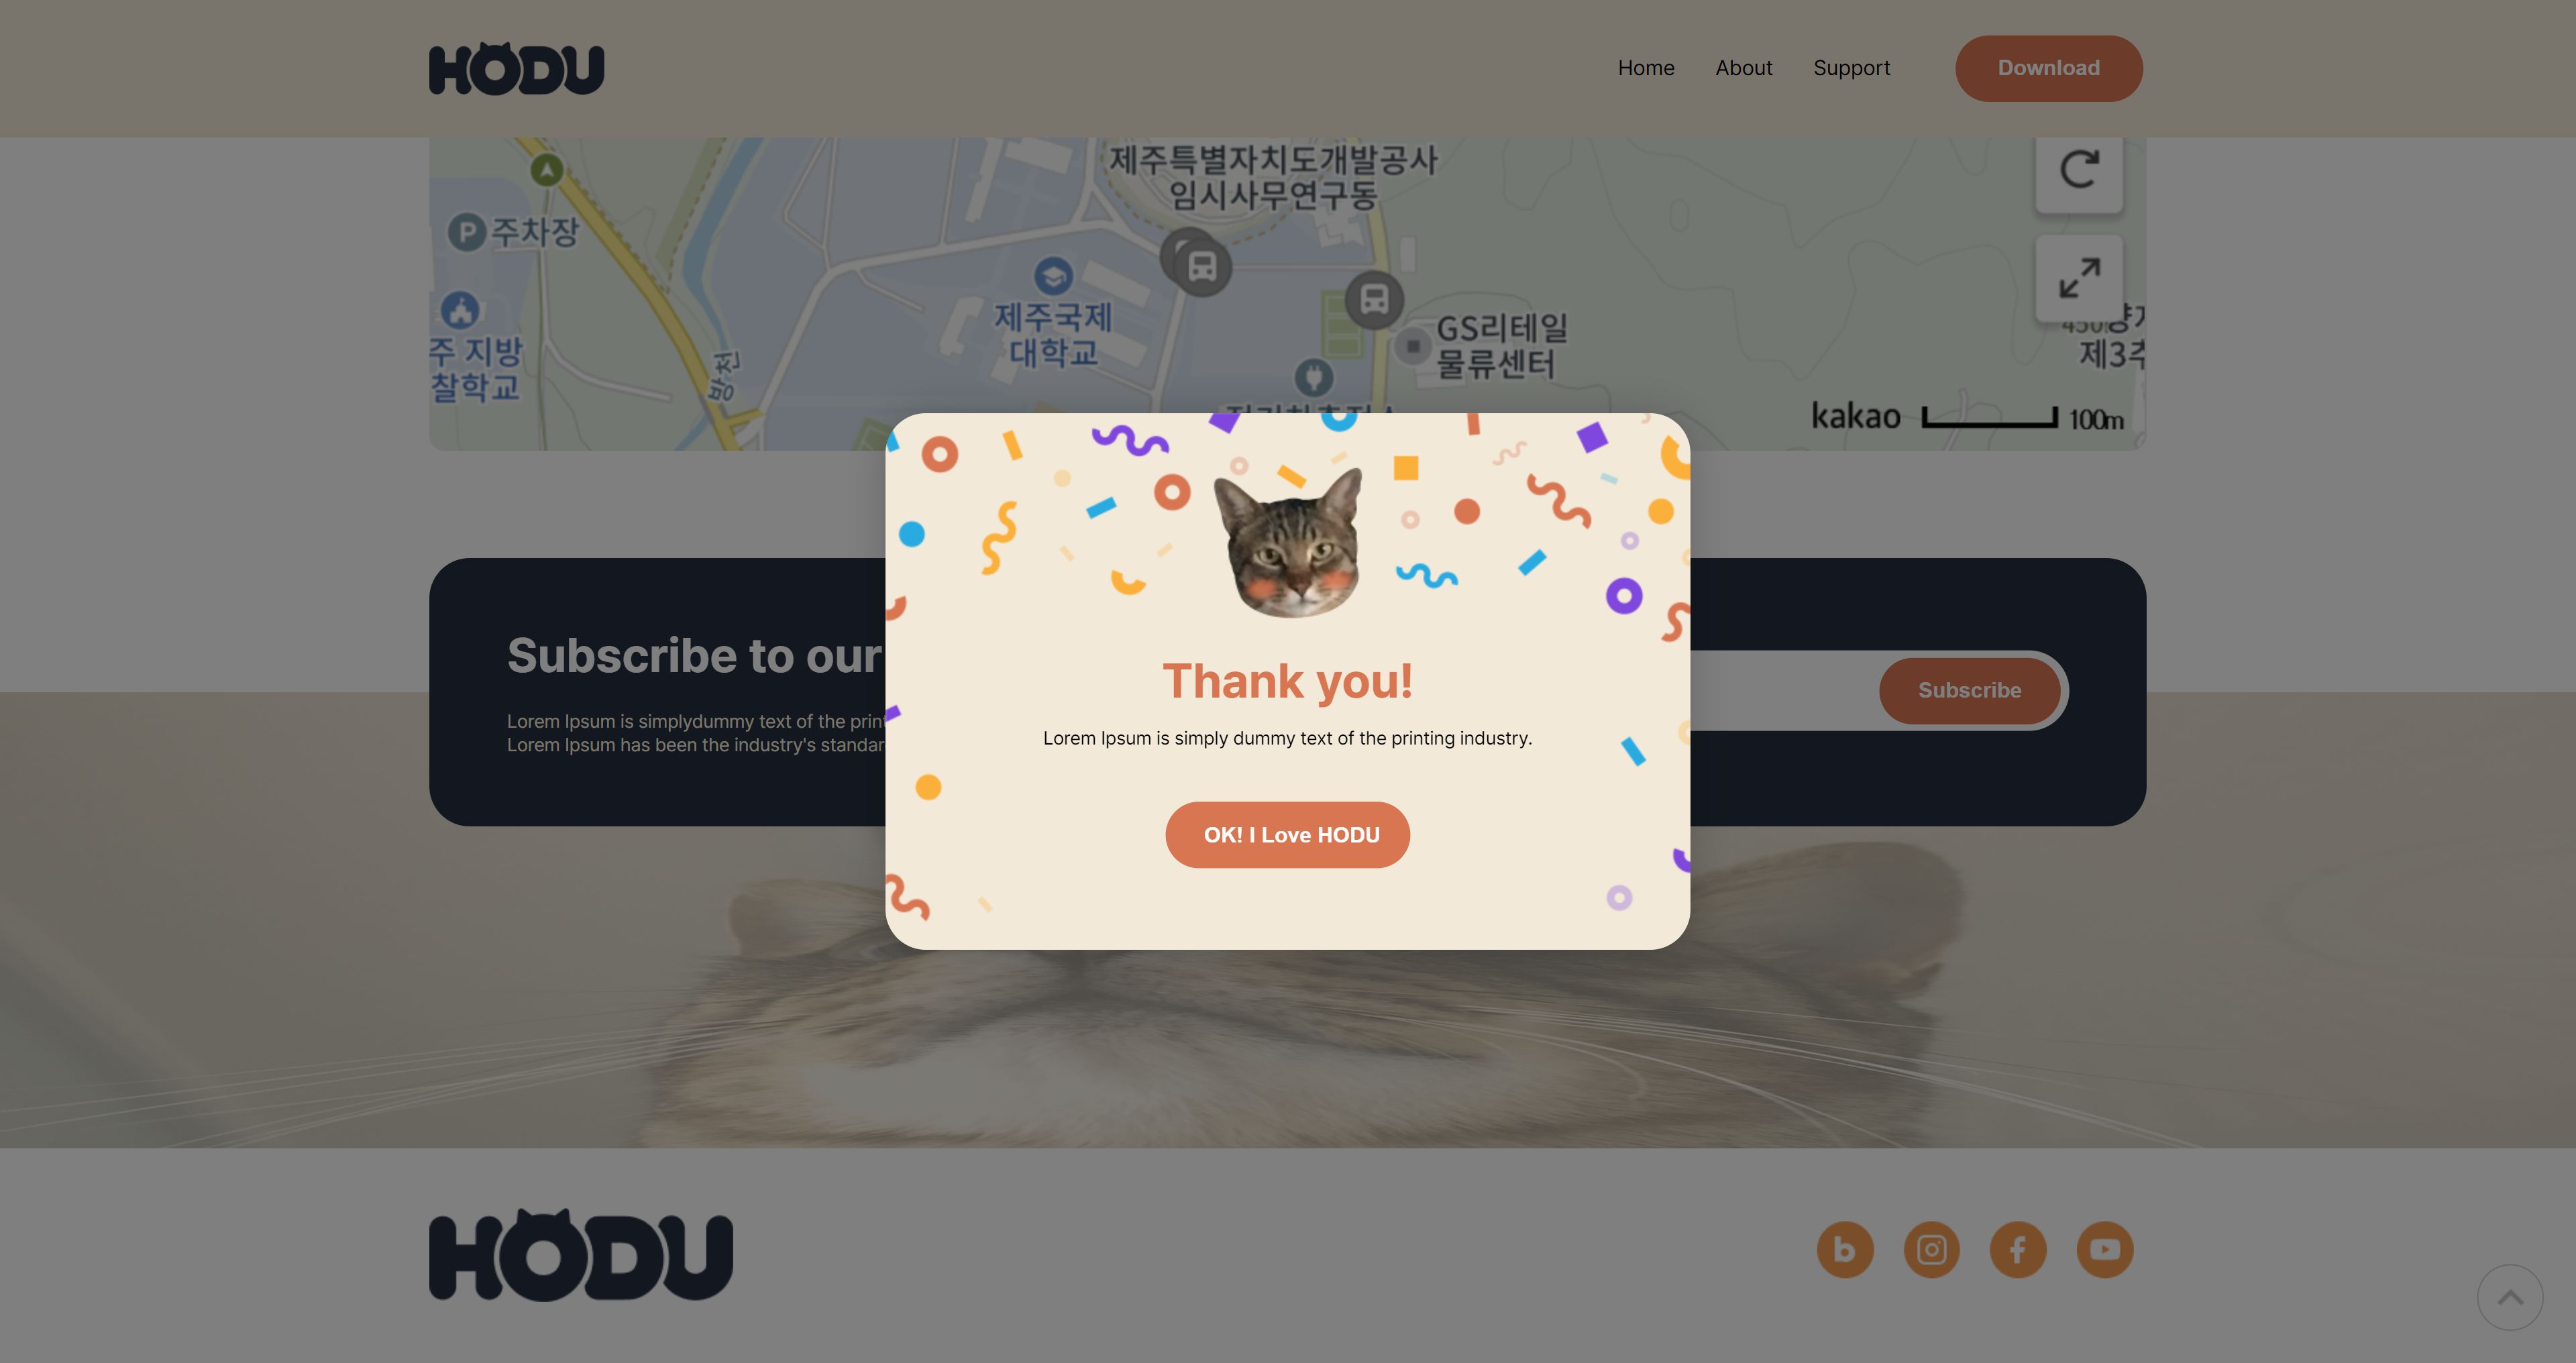 HODU
Home
About
Support
Download
제주특별자치도개발공사
임시사무연구동
P
주차장
제주국제
대학교
GS리테일
물류센터
주 지방
찰학교
방천
제3
kakao
100m
Subscribe to our
Lorem Ipsum is simplydummy text of the prin
Lorem Ipsum has been the industry's standar
Subscribe
Thank you!
Lorem Ipsum is simply dummy text of the printing industry.
OK! I Love HODU
HODU